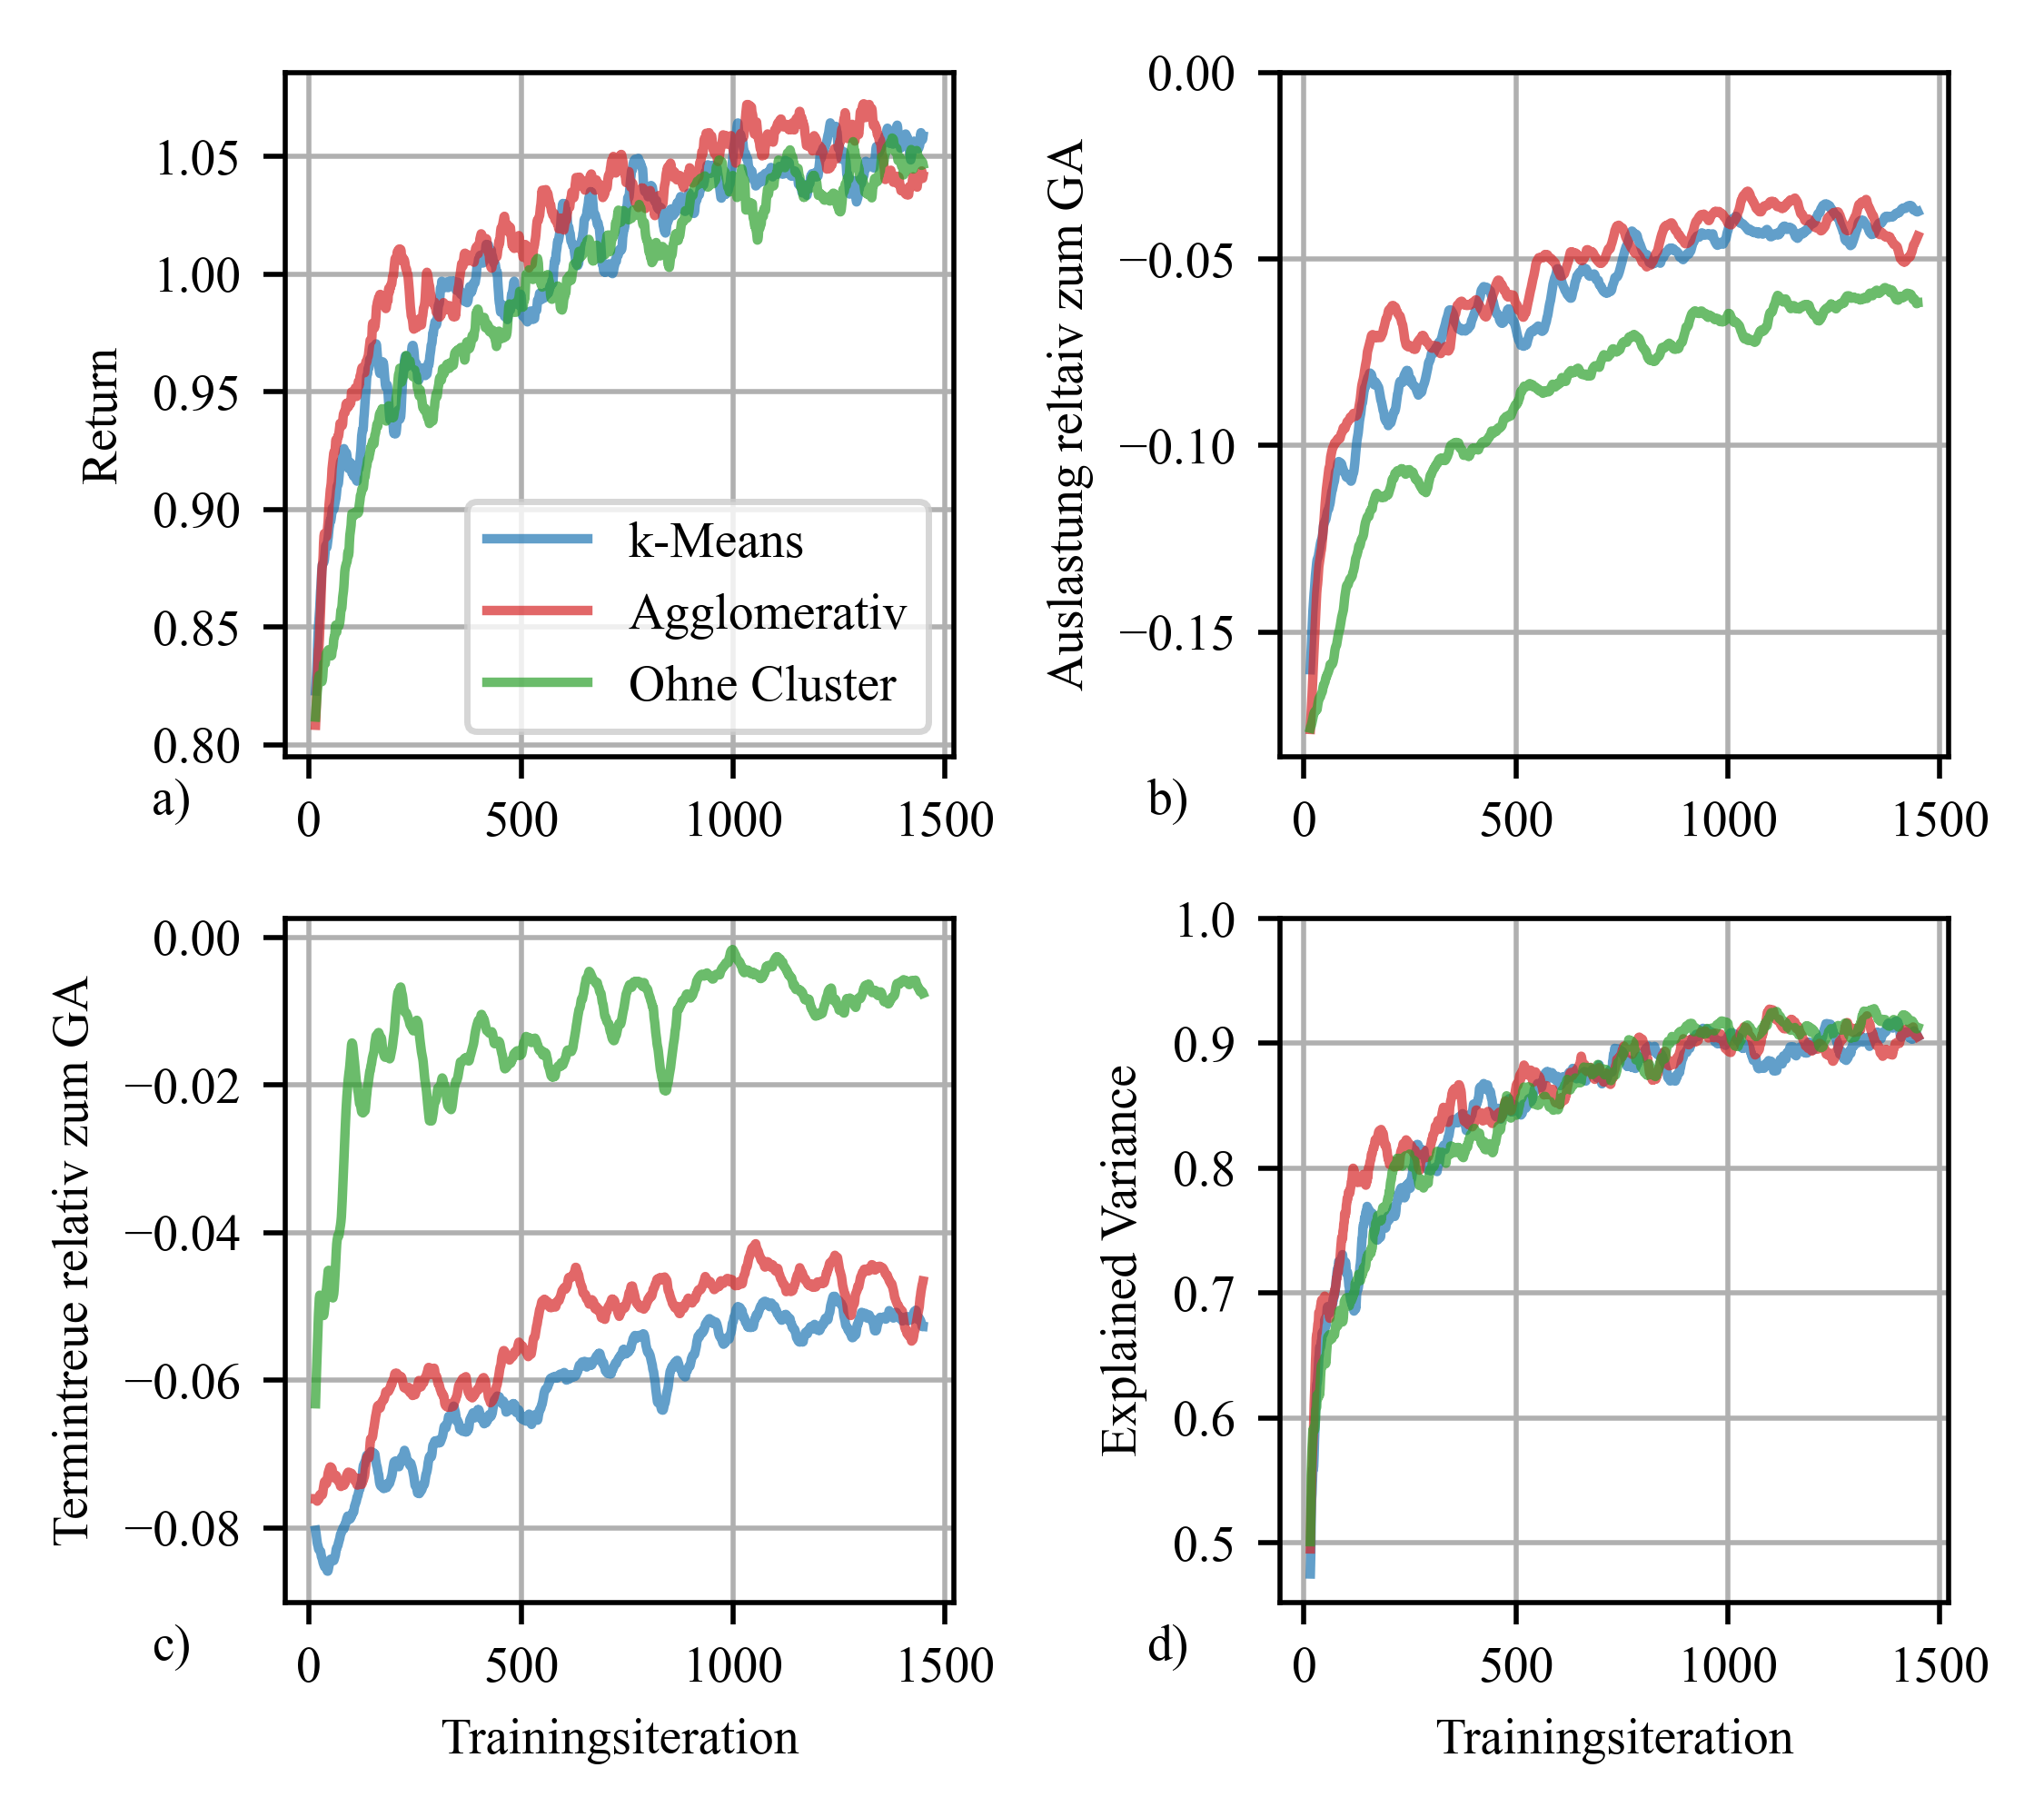 Return
1.05
1.00
0.95
0.90
0.85
0.80
k-Means
Agglomerativ
Ohne Cluster
a)
0 500 1000 1500
Auslastung reltaiv zum GA
0.00
−0.05
−0.10
−0.15
b)
0 500 1000 1500
Termintreue relativ zum GA
0.00
−0.02
−0.04
−0.06
−0.08
c)
0 500 1000 1500
Trainingsiteration
Explained Variance
1.0
0.9
0.8
0.7
0.6
0.5
d)
0 500 1000 1500
Trainingsiteration